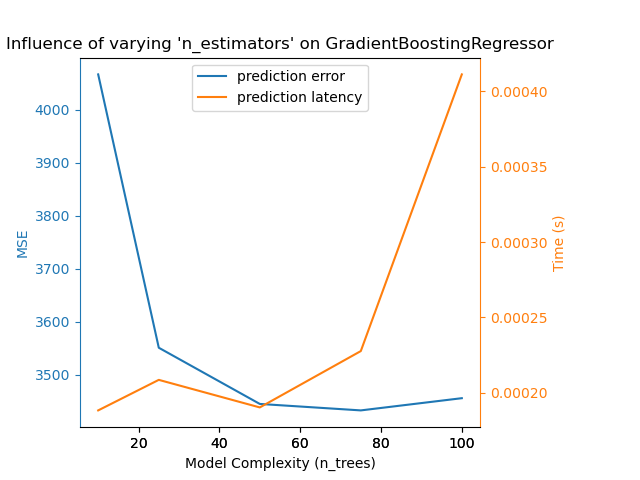 Influence of varying 'n_estimators' on GradientBoostingRegressor
prediction error
prediction latency
MSE
4000
3900
3800
3700
3600
3500
0.00040
0.00035
0.00030
0.00025
0.00020
Time (s)
20 40 60 80 100
Model Complexity (n_trees)